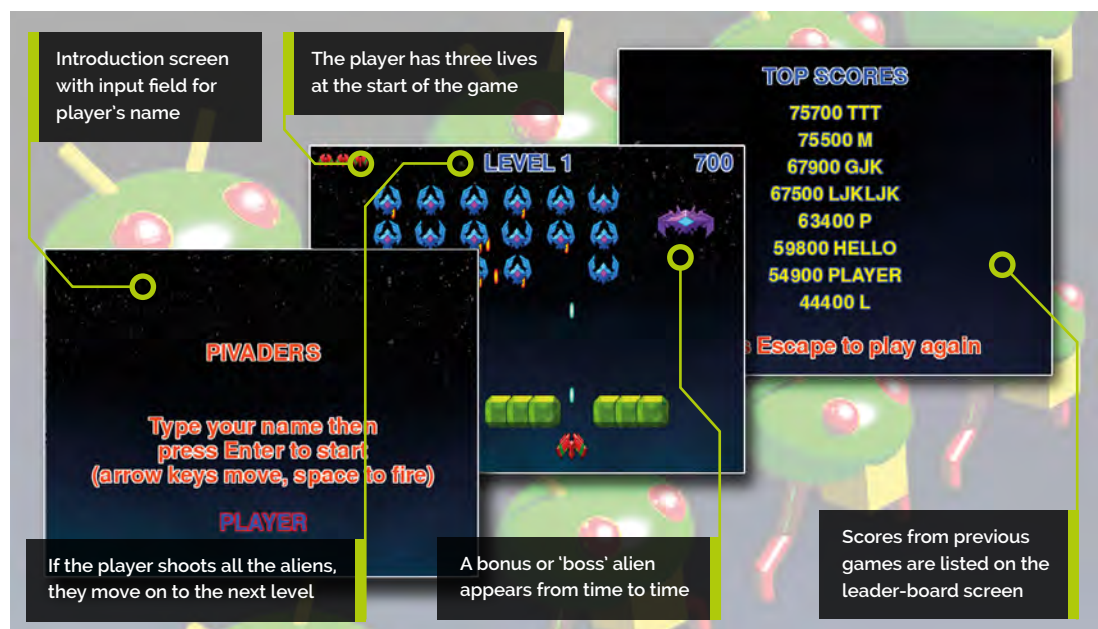 Introduction screen
with input field for
player's name
The player has three lives
at the start of the game
TOP SCORES
75700 TTT
75500 M
67900 GJK
67500 LJKLJK
63400 P
59800 HELLO
54900 PLAYER
44400 L
Escape to play again
LEVEL 1
700
PIVADERS
Type your name then
press Enter to start
(arrow keys move, space to fire)
PLAYER
If the player shoots all the aliens,
they move on to the next level
A bonus or ‘boss’ alien
appears from time to time
Scores from previous
games are listed on the
leader-board screen